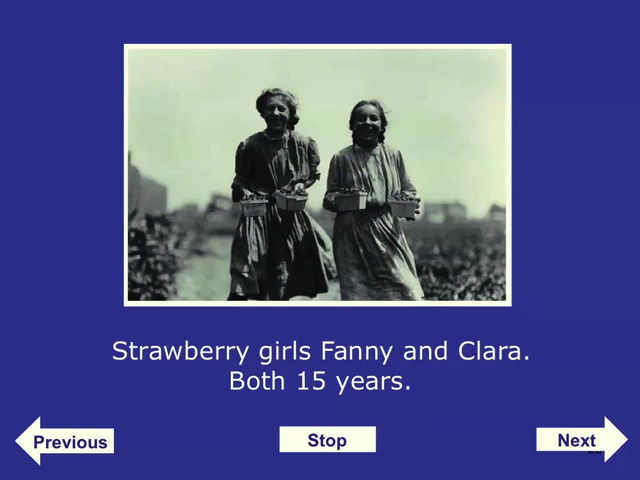 Strawberry girls Fanny and Clara.
Both 15 years.
Previous
Stop
Next